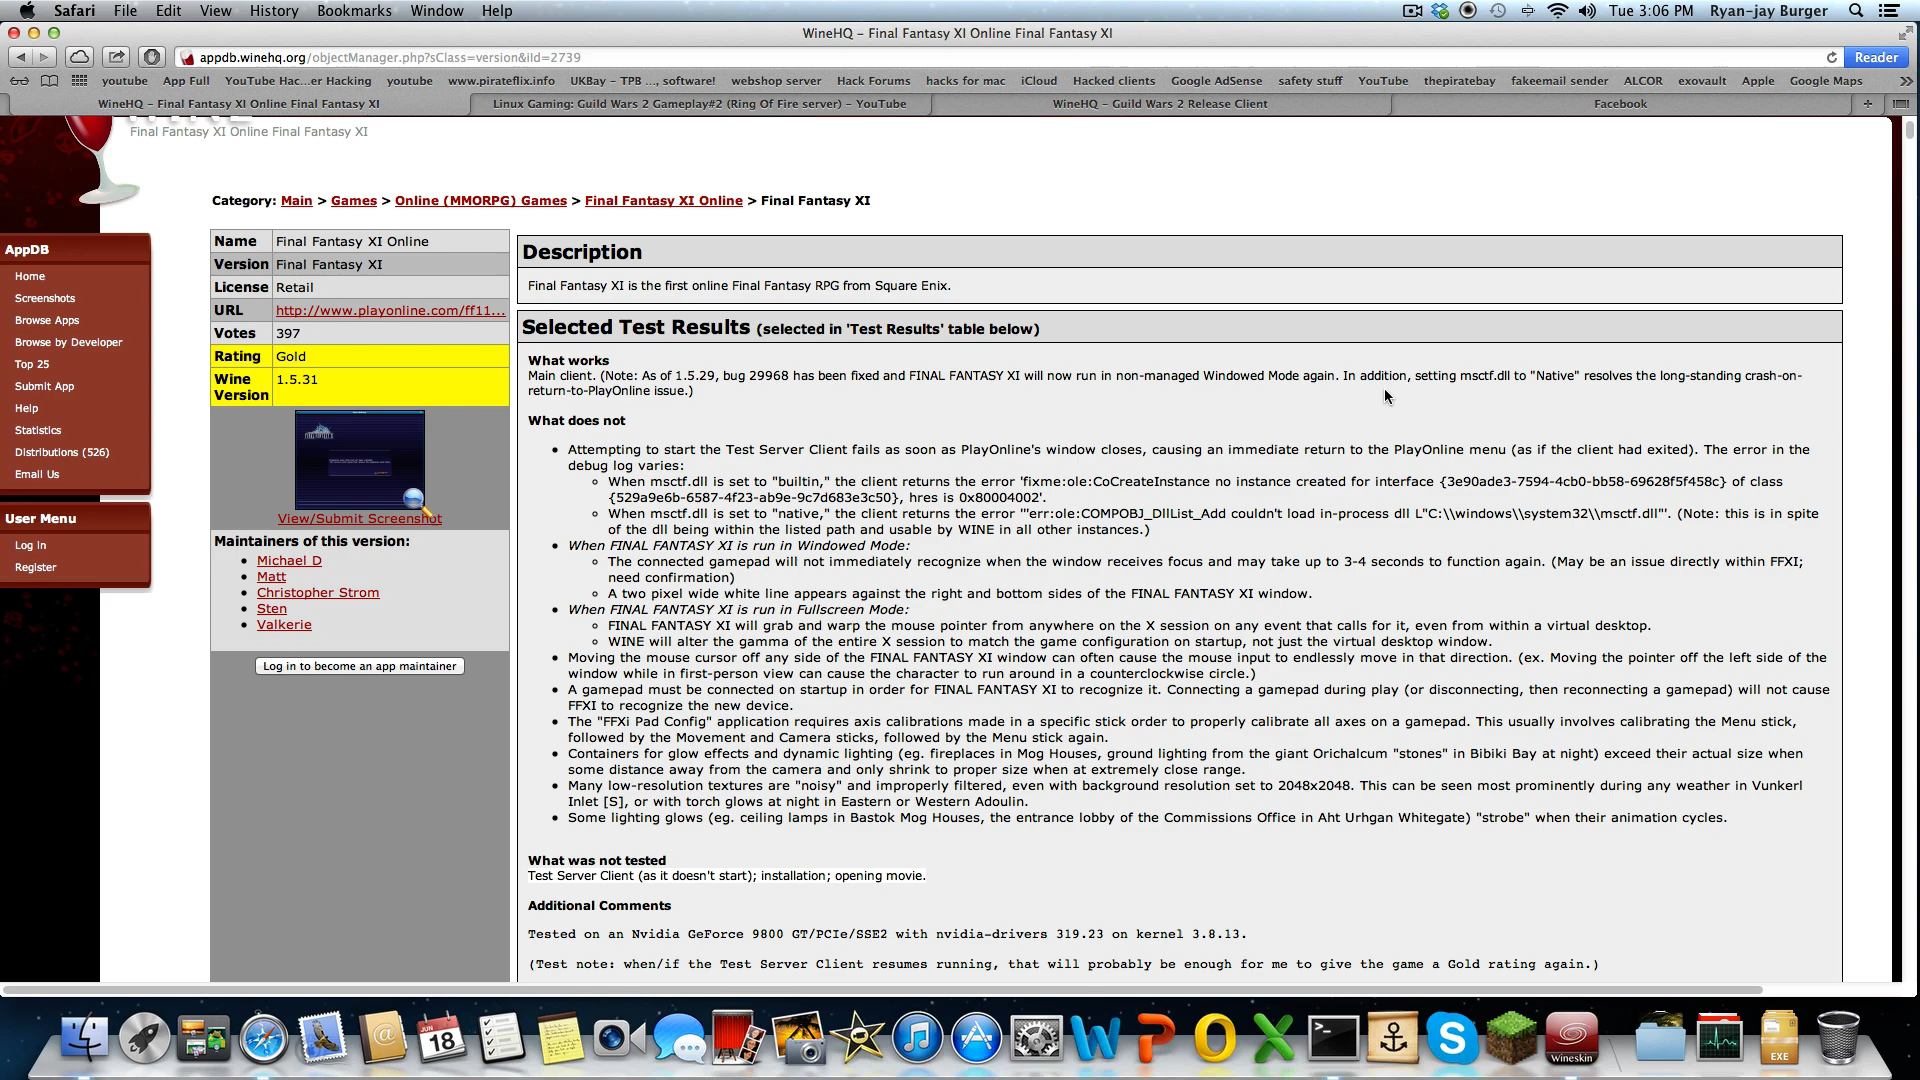 Safari File Edit View History Bookmarks Window Help Tue 3:06 PM Ryan-jay Burger
WineHQ - Final Fantasy XI Online Final Fantasy XI
appdb.winehq.org/objectManager.php?sClass=version&iId=2739 Reader
youtube App Full YouTube Hac...er Hacking youtube www.pirateflix.info UKBay - TPB ..., software! webshop server Hack Forums hacks for mac iCloud Hacked clients Google AdSense safety stuff YouTube thepiratebay fakeemail sender ALCOR exovault Apple Google Maps
WineHQ - Final Fantasy XI Online Final Fantasy XI Linux Gaming: Guild Wars 2 Gameplay#2 (Ring Of Fire server) - YouTube WineHQ - Guild Wars 2 Release Client Facebook
Final Fantasy XI Online Final Fantasy XI
Category: Main > Games > Online (MMORPG) Games > Final Fantasy XI Online > Final Fantasy XI
AppDB
Home
Screenshots
Browse Apps
Browse by Developer
Top 25
Submit App
Help
Statistics
Distributions (526)
Email Us
User Menu
Log in
Register
Name Final Fantasy XI Online
Version Final Fantasy XI
License Retail
URL http://www.playonline.com/ff11...
Votes 397
Rating Gold
Wine Version 1.5.31
View/Submit Screenshot
Maintainers of this version:
Michael D
Matt
Christopher Strom
Sten
Valkerie
Log in to become an app maintainer
Description
Final Fantasy XI is the first online Final Fantasy RPG from Square Enix.
Selected Test Results (selected in 'Test Results' table below)
What works
Main client. (Note: As of 1.5.29, bug 29968 has been fixed and FINAL FANTASY XI will now run in non-managed Windowed Mode again. In addition, setting msctf.dll to "Native" resolves the long-standing crash-on-
return-to-PlayOnline issue.)
What does not
Attempting to start the Test Server Client fails as soon as PlayOnline's window closes, causing an immediate return to the PlayOnline menu (as if the client had exited). The error in the
debug log varies:
When msctf.dll is set to "builtin," the client returns the error 'fixme:ole:CoCreateInstance no instance created for interface {3e90ade3-7594-4cb0-bb58-69628f5f458c} of class
{529a9e6b-6587-4f23-ab9e-9c7d683e3c50}, hres is 0x80004002'.
When msctf.dll is set to "native," the client returns the error '"err:ole:COMPOBJ_DllList_Add couldn't load in-process dll L"C:\\windows\\system32\\msctf.dll"'. (Note: this is in spite
of the dll being within the listed path and usable by WINE in all other instances.)
When FINAL FANTASY XI is run in Windowed Mode:
The connected gamepad will not immediately recognize when the window receives focus and may take up to 3-4 seconds to function again. (May be an issue directly within FFXI;
need confirmation)
A two pixel wide white line appears against the right and bottom sides of the FINAL FANTASY XI window.
When FINAL FANTASY XI is run in Fullscreen Mode:
FINAL FANTASY XI will grab and warp the mouse pointer from anywhere on the X session on any event that calls for it, even from within a virtual desktop.
WINE will alter the gamma of the entire X session to match the game configuration on startup, not just the virtual desktop window.
Moving the mouse cursor off any side of the FINAL FANTASY XI window can often cause the mouse input to endlessly move in that direction. (ex. Moving the pointer off the left side of the
window while in first-person view can cause the character to run around in a counterclockwise circle.)
A gamepad must be connected on startup in order for FINAL FANTASY XI to recognize it. Connecting a gamepad during play (or disconnecting, then reconnecting a gamepad) will not cause
FFXI to recognize the new device.
The "FFXi Pad Config" application requires axis calibrations made in a specific stick order to properly calibrate all axes on a gamepad. This usually involves calibrating the Menu stick,
followed by the Movement and Camera sticks, followed by the Menu stick again.
Containers for glow effects and dynamic lighting (eg. fireplaces in Mog Houses, ground lighting from the giant Orichalcum "stones" in Bibiki Bay at night) exceed their actual size when
some distance away from the camera and only shrink to proper size when at extremely close range.
Many low-resolution textures are "noisy" and improperly filtered, even with background resolution set to 2048x2048. This can be seen most prominently during any weather in Vunkerl
Inlet [S], or with torch glows at night in Eastern or Western Adoulin.
Some lighting glows (eg. ceiling lamps in Bastok Mog Houses, the entrance lobby of the Commissions Office in Aht Urhgan Whitegate) "strobe" when their animation cycles.
What was not tested
Test Server Client (as it doesn't start); installation; opening movie.
Additional Comments
Tested on an Nvidia GeForce 9800 GT/PCIe/SSE2 with nvidia-drivers 319.23 on kernel 3.8.13.
(Test note: when/if the Test Server Client resumes running, that will probably be enough for me to give the game a Gold rating again.)
JUN
18
Wineskin
EXE